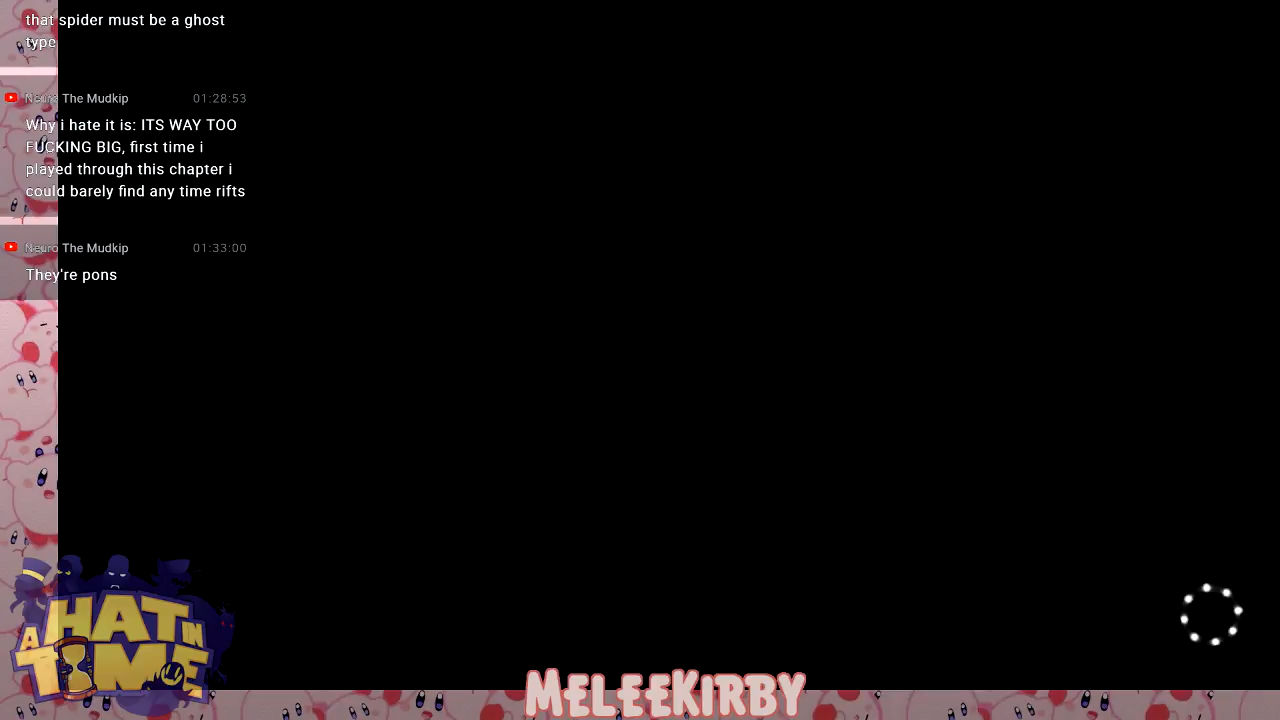 that spider must be a ghost
type
Neuro The Mudkip 01:28:53
Why i hate it is: ITS WAY TOO
FUCKING BIG, first time i
played through this chapter i
could barely find any time rifts
Neuro The Mudkip 01:33:00
They're pons
A HAT IN
TIME
MELEEKIRBY